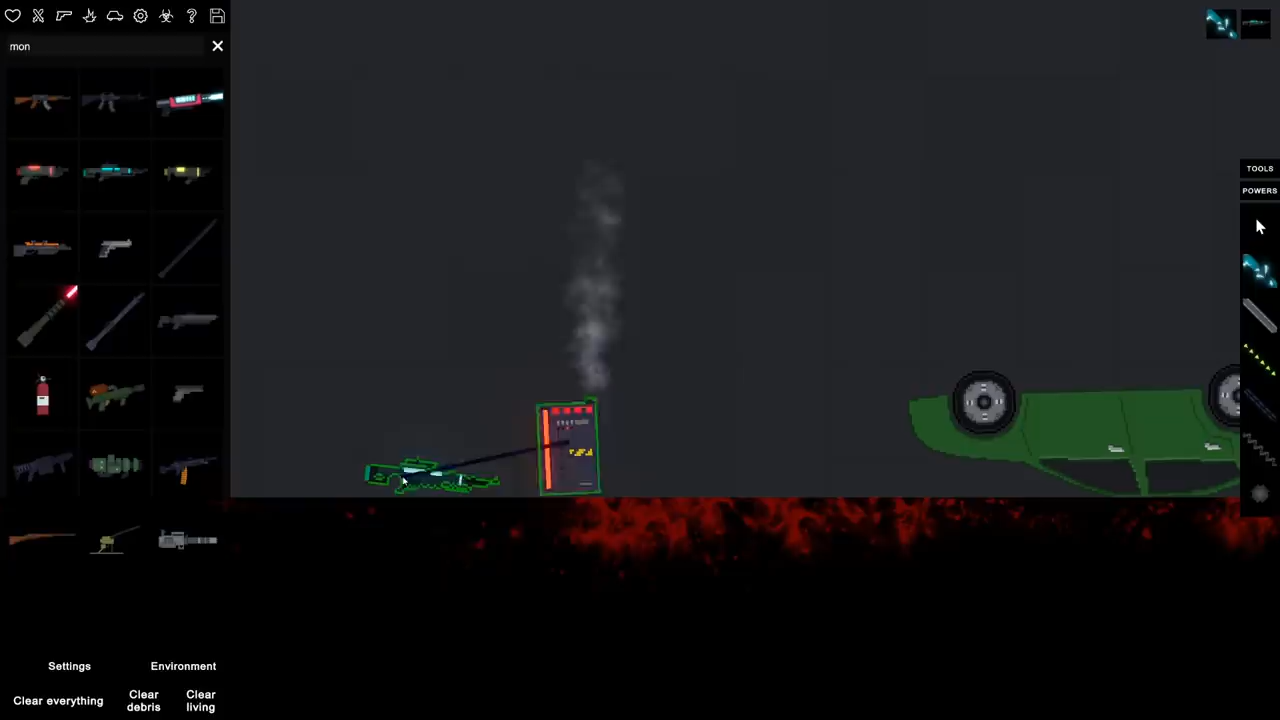 mon
TOOLS
POWERS
Settings
Environment
Clear everything
Clear debris
Clear living